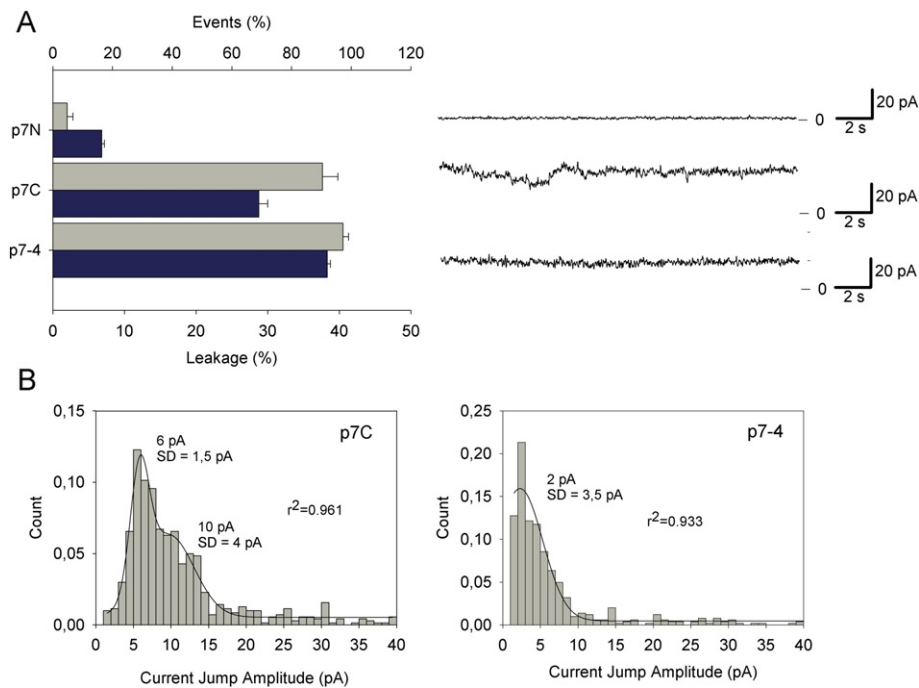 A
Events (%)
0 20 40 60 80 100 120
p7N
p7C
p7-4
0 10 20 30 40 50
Leakage (%)
0
20 pA
2 s
0
20 pA
2 s
0
20 pA
2 s
B
p7C
0,15
0,10
0,05
0,00
Count
6 pA
SD = 1,5 pA
10 pA
SD = 4 pA
r²=0.961
0 5 10 15 20 25 30 35 40
Current Jump Amplitude (pA)
p7-4
0,25
0,20
0,15
0,10
0,05
0,00
Count
2 pA
SD = 3,5 pA
r²=0.933
0 5 10 15 20 25 30 35 40
Current Jump Amplitude (pA)